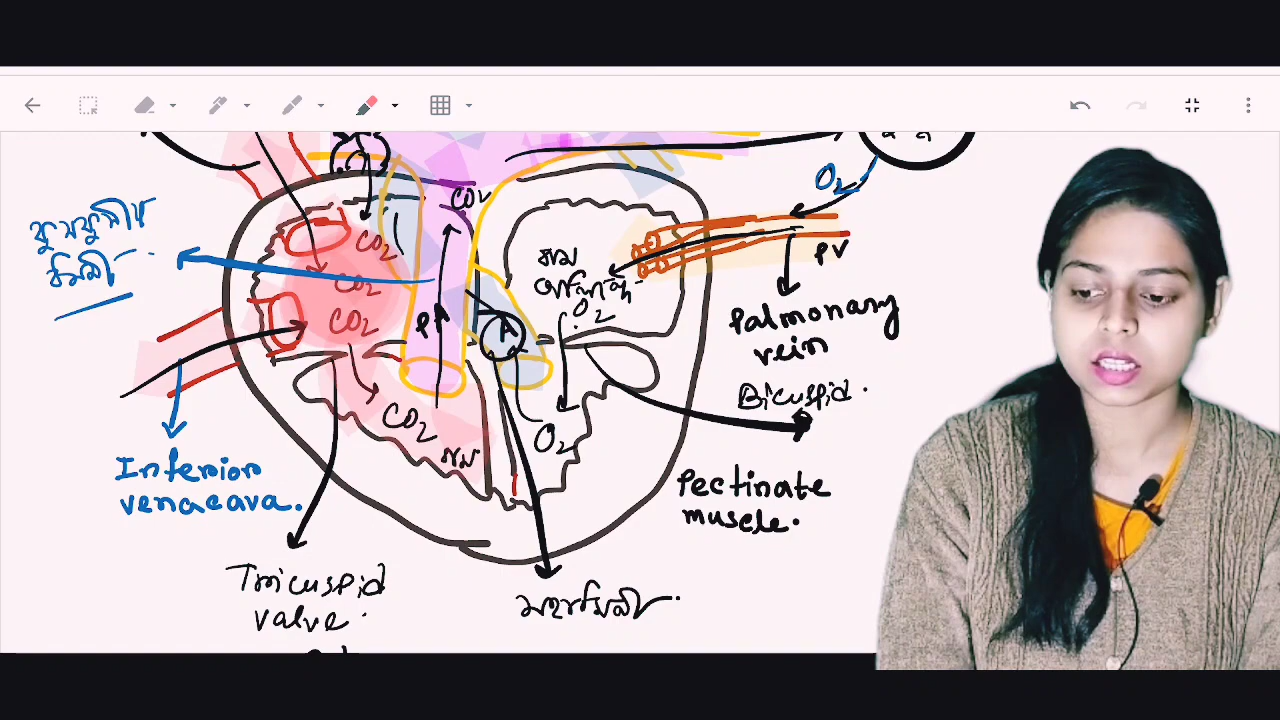 CO2
O2
ফুসফুসীয়
ধমনী
CO2
PV
বাম
অলিন্দ
O2
CO2
CO2
PA
A
Palmonary
vein
Bicuspid.
CO2
O2
বাম
Inferior
venacava.
Pectinate
muscle.
Tricuspid
valve.
মহাধমনী.